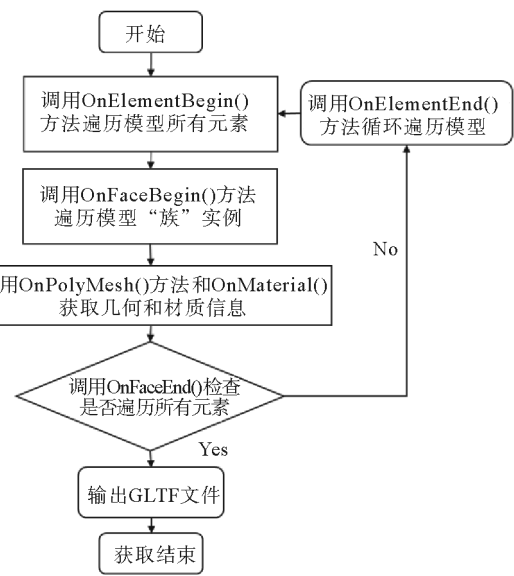 开始
调用OnElementBegin()
方法遍历模型所有元素
调用OnElementEnd()
方法循环遍历模型
调用OnFaceBegin()方法
遍历模型“族”实例
No
用OnPolyMesh()方法和OnMaterial()
获取几何和材质信息
调用OnFaceEnd()检查
是否遍历所有元素
Yes
输出GLTF文件
获取结束